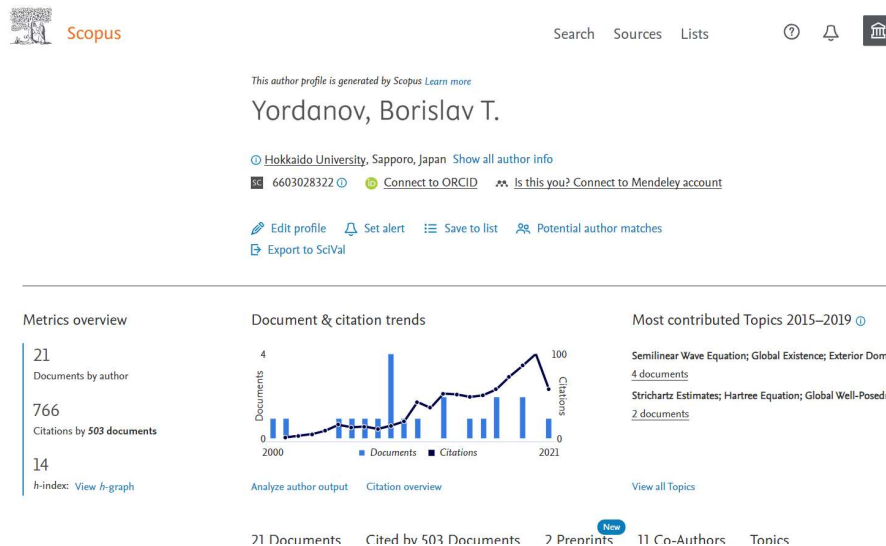 Scopus
Search Sources Lists
This author profile is generated by Scopus Learn more
Yordanov, Borislav T.
Hokkaido University, Sapporo, Japan Show all author info
SC 6603028322 Connect to ORCID Is this you? Connect to Mendeley account
Edit profile Set alert Save to list Potential author matches
Export to SciVal
Metrics overview
21
Documents by author
766
Citations by 503 documents
14
h-index: View h-graph
Document & citation trends
4 100
Documents
Citations
0 0
2000 2021
Documents Citations
Analyze author output Citation overview
Most contributed Topics 2015–2019
Semilinear Wave Equation; Global Existence; Exterior Dom
4 documents
Strichartz Estimates; Hartree Equation; Global Well-Posed
2 documents
View all Topics
New
21 Documents Cited by 503 Documents 2 Preprints 11 Co-Authors Topics